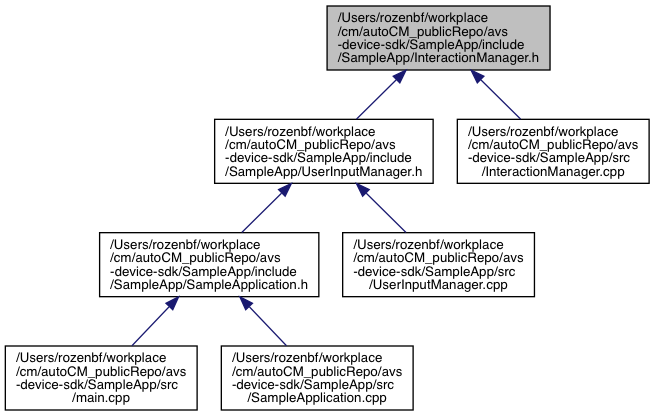 /Users/rozenbf/workplace
/cm/autoCM_publicRepo/avs
-device-sdk/SampleApp/include
/SampleApp/InteractionManager.h
/Users/rozenbf/workplace
/cm/autoCM_publicRepo/avs
-device-sdk/SampleApp/include
/SampleApp/UserInputManager.h
/Users/rozenbf/workplace
/cm/autoCM_publicRepo/avs
-device-sdk/SampleApp/src
/InteractionManager.cpp
/Users/rozenbf/workplace
/cm/autoCM_publicRepo/avs
-device-sdk/SampleApp/include
/SampleApp/SampleApplication.h
/Users/rozenbf/workplace
/cm/autoCM_publicRepo/avs
-device-sdk/SampleApp/src
/UserInputManager.cpp
/Users/rozenbf/workplace
/cm/autoCM_publicRepo/avs
-device-sdk/SampleApp/src
/main.cpp
/Users/rozenbf/workplace
/cm/autoCM_publicRepo/avs
-device-sdk/SampleApp/src
/SampleApplication.cpp